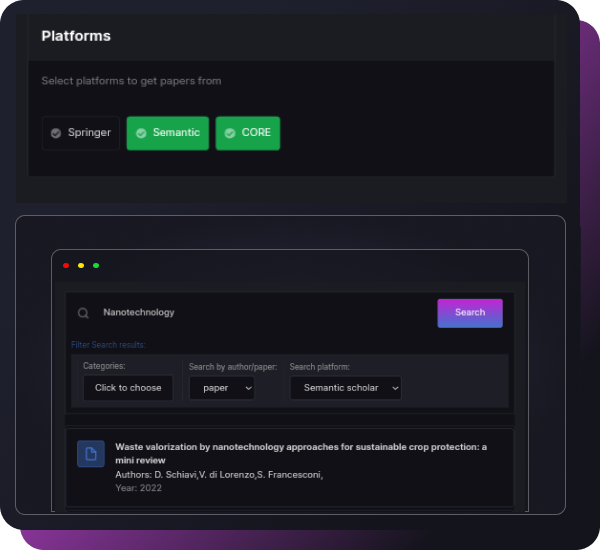 Platforms
Select platforms to get papers from
Springer Semantic CORE
Nanotechnology Search
Filter Search results:
Categories: Search by author/paper: Search platform:
Click to choose paper Semantic scholar
Waste valorization by nanotechnology approaches for sustainable crop protection: a
mini review
Authors: D. Schiavi,V. di Lorenzo,S. Francesconi,
Year: 2022